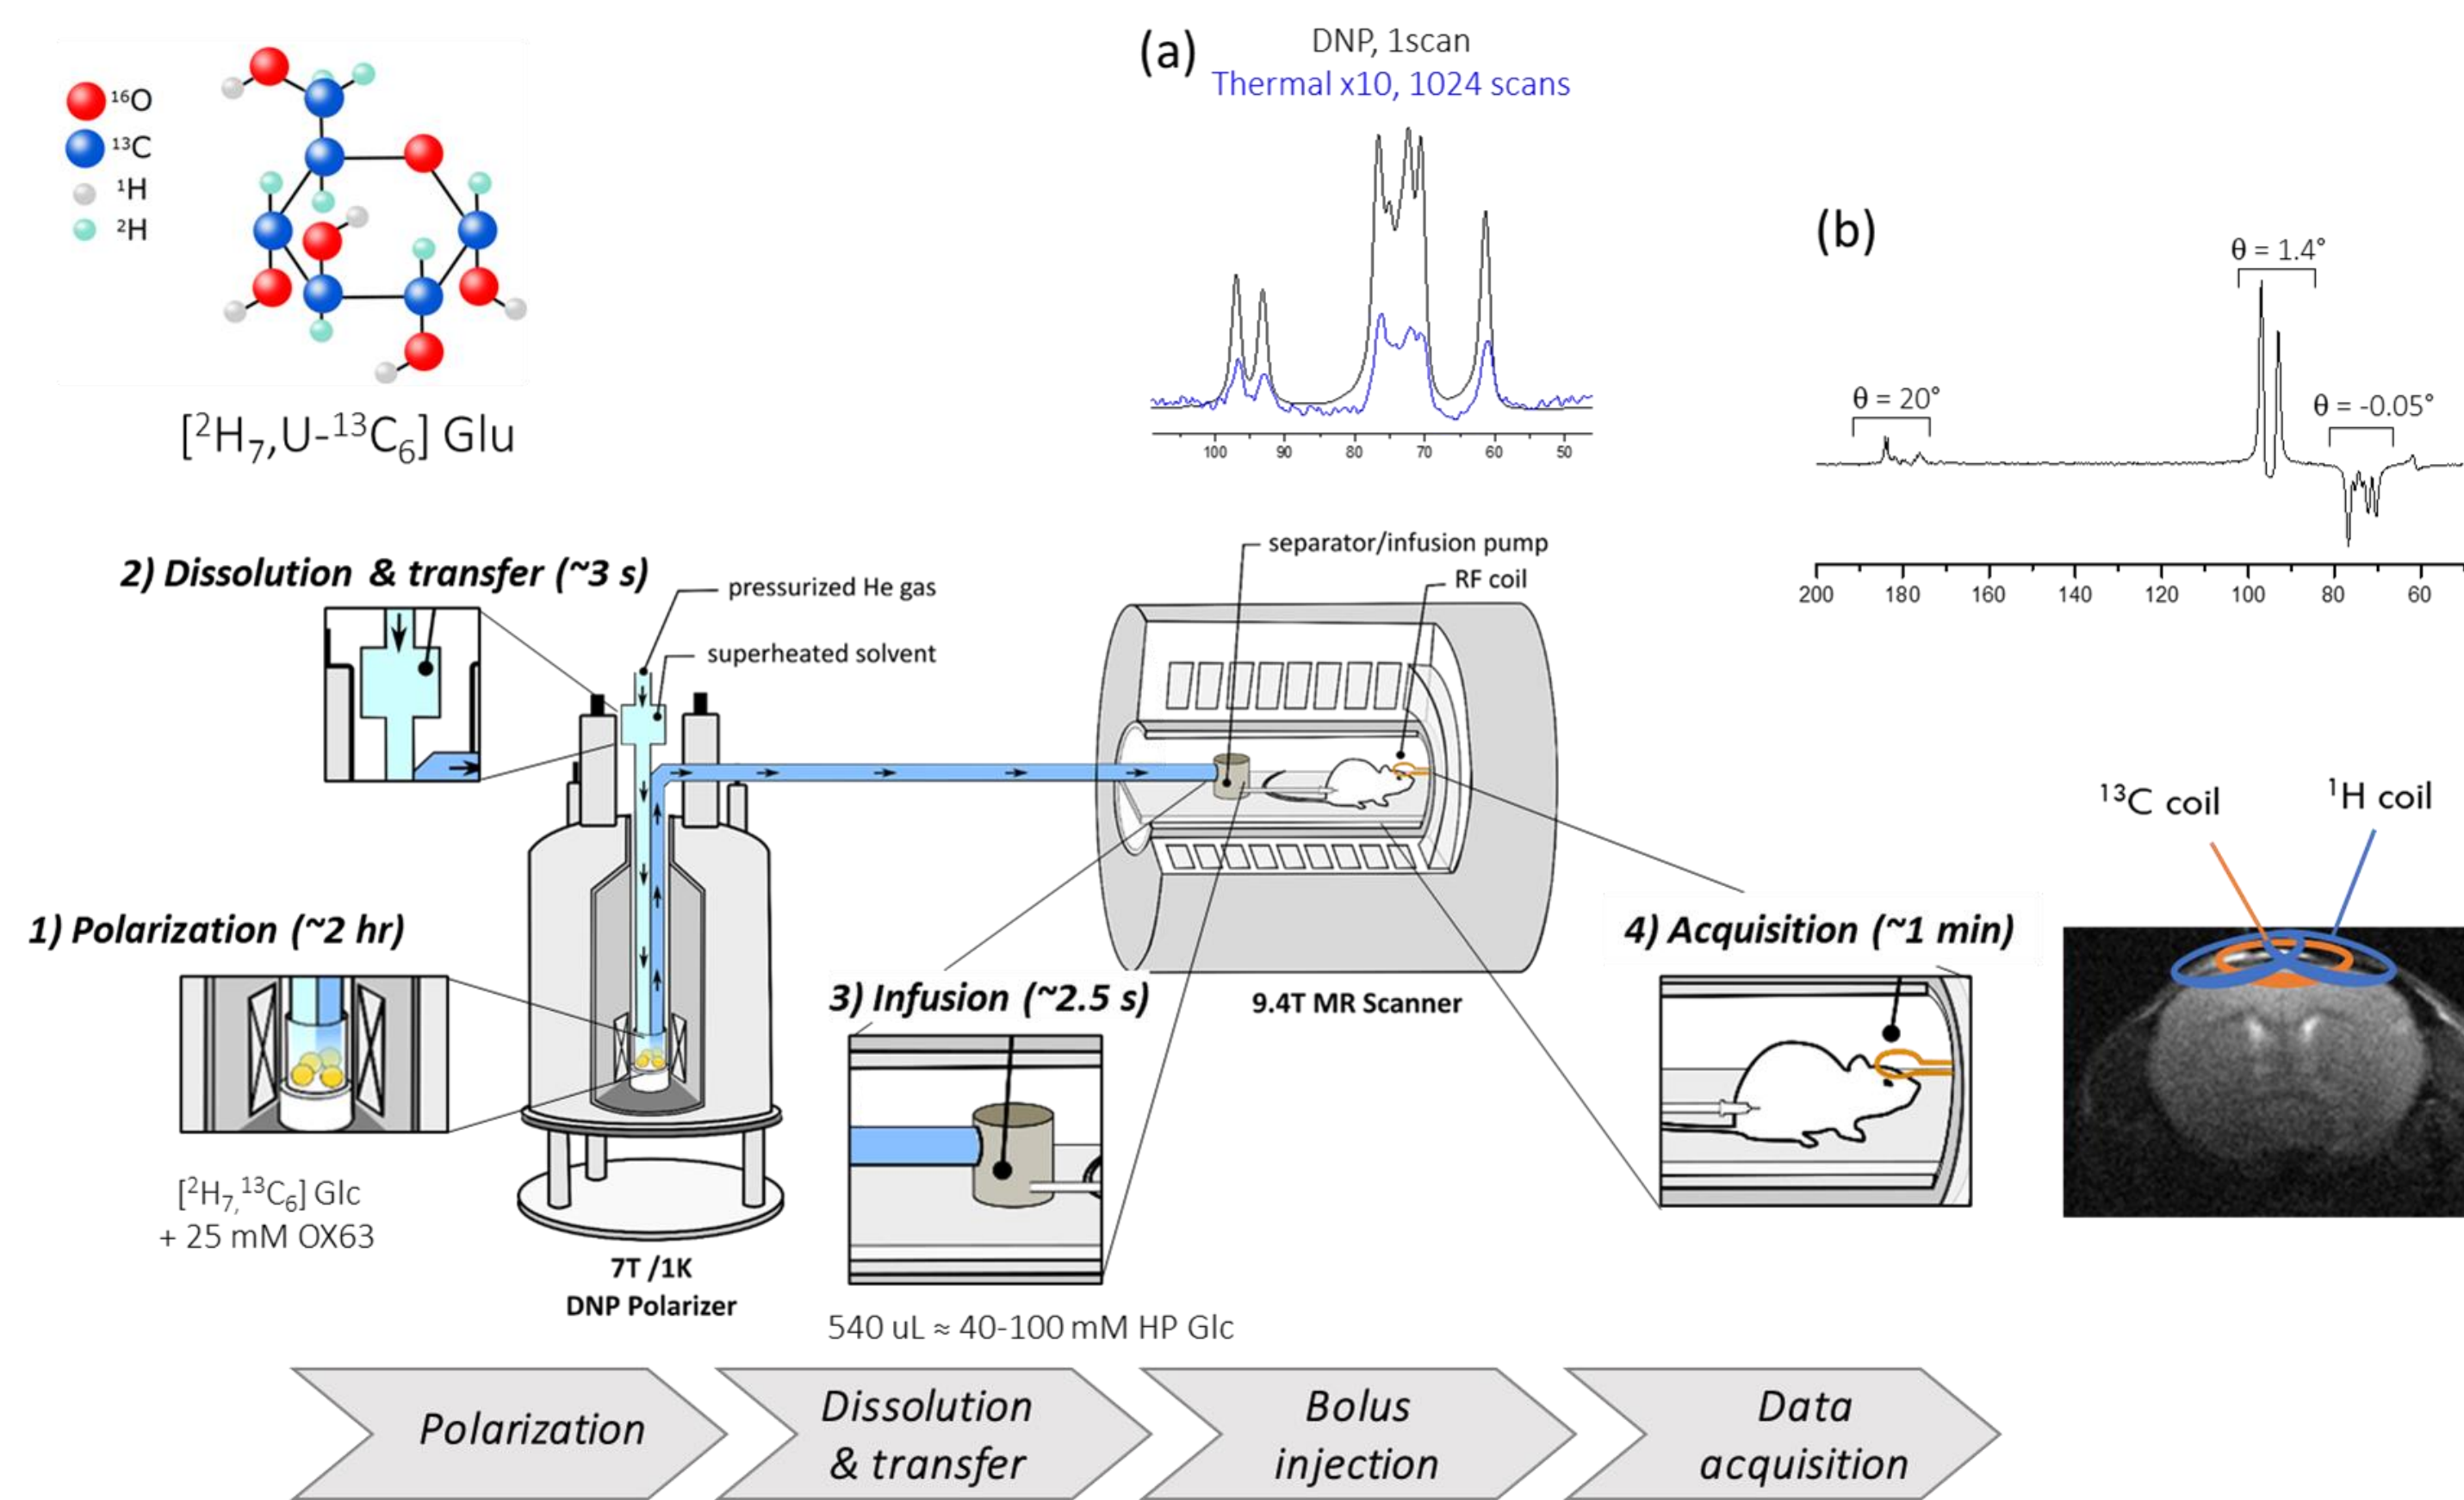 ¹⁶O
¹³C
¹H
²H
[²H₇,U-¹³C₆] Glu
(a)
DNP, 1scan
Thermal x10, 1024 scans
100 90 80 70 60 50
(b)
θ = 20°
θ = 1.4°
θ = -0.05°
200 180 160 140 120 100 80 60
2) Dissolution & transfer (~3 s)
pressurized He gas
superheated solvent
separator/infusion pump
RF coil
1) Polarization (~2 hr)
[²H₇,¹³C₆] Glc
+ 25 mM OX63
7T /1K
DNP Polarizer
3) Infusion (~2.5 s)
540 uL ≈ 40-100 mM HP Glc
9.4T MR Scanner
4) Acquisition (~1 min)
¹³C coil
¹H coil
Polarization
Dissolution
& transfer
Bolus
injection
Data
acquisition